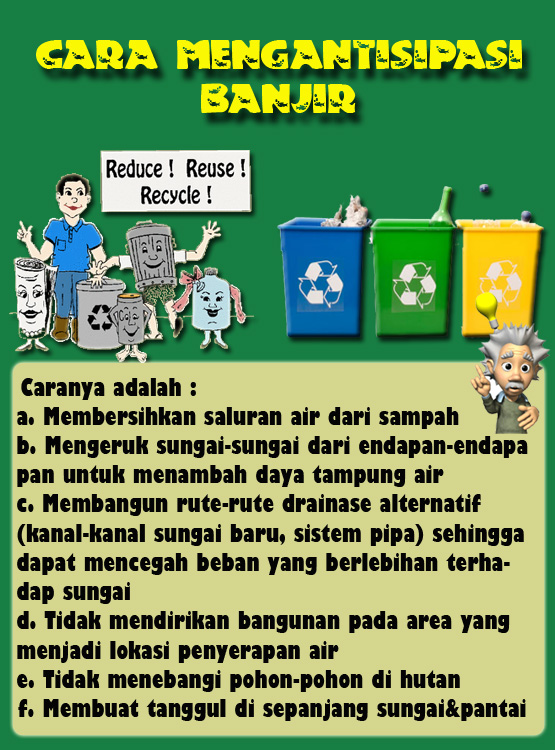 CARA MENGANTISIPASI
BANJIR
Reduce ! Reuse !
Recycle !
Caranya adalah :
a. Membersihkan saluran air dari sampah
b. Mengeruk sungai-sungai dari endapan-endapa
pan untuk menambah daya tampung air
c. Membangun rute-rute drainase alternatif
(kanal-kanal sungai baru, sistem pipa) sehingga
dapat mencegah beban yang berlebihan terha-
dap sungai
d. Tidak mendirikan bangunan pada area yang
menjadi lokasi penyerapan air
e. Tidak menebangi pohon-pohon di hutan
f. Membuat tanggul di sepanjang sungai&pantai